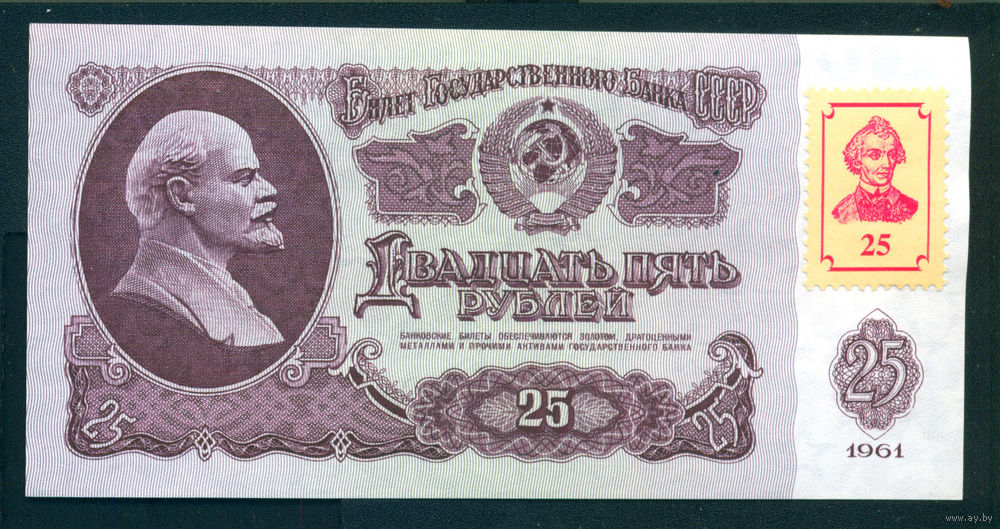 Билет Государственного Банка СССР
Двадцать пять
рублей
БАНКОВСКИЕ БИЛЕТЫ ОБЕСПЕЧИВАЮТСЯ ЗОЛОТОМ, ДРАГОЦЕННЫМИ
МЕТАЛЛАМИ И ПРОЧИМИ АКТИВАМИ ГОСУДАРСТВЕННОГО БАНКА
25
25
25
25
25
1961
www.ay.by